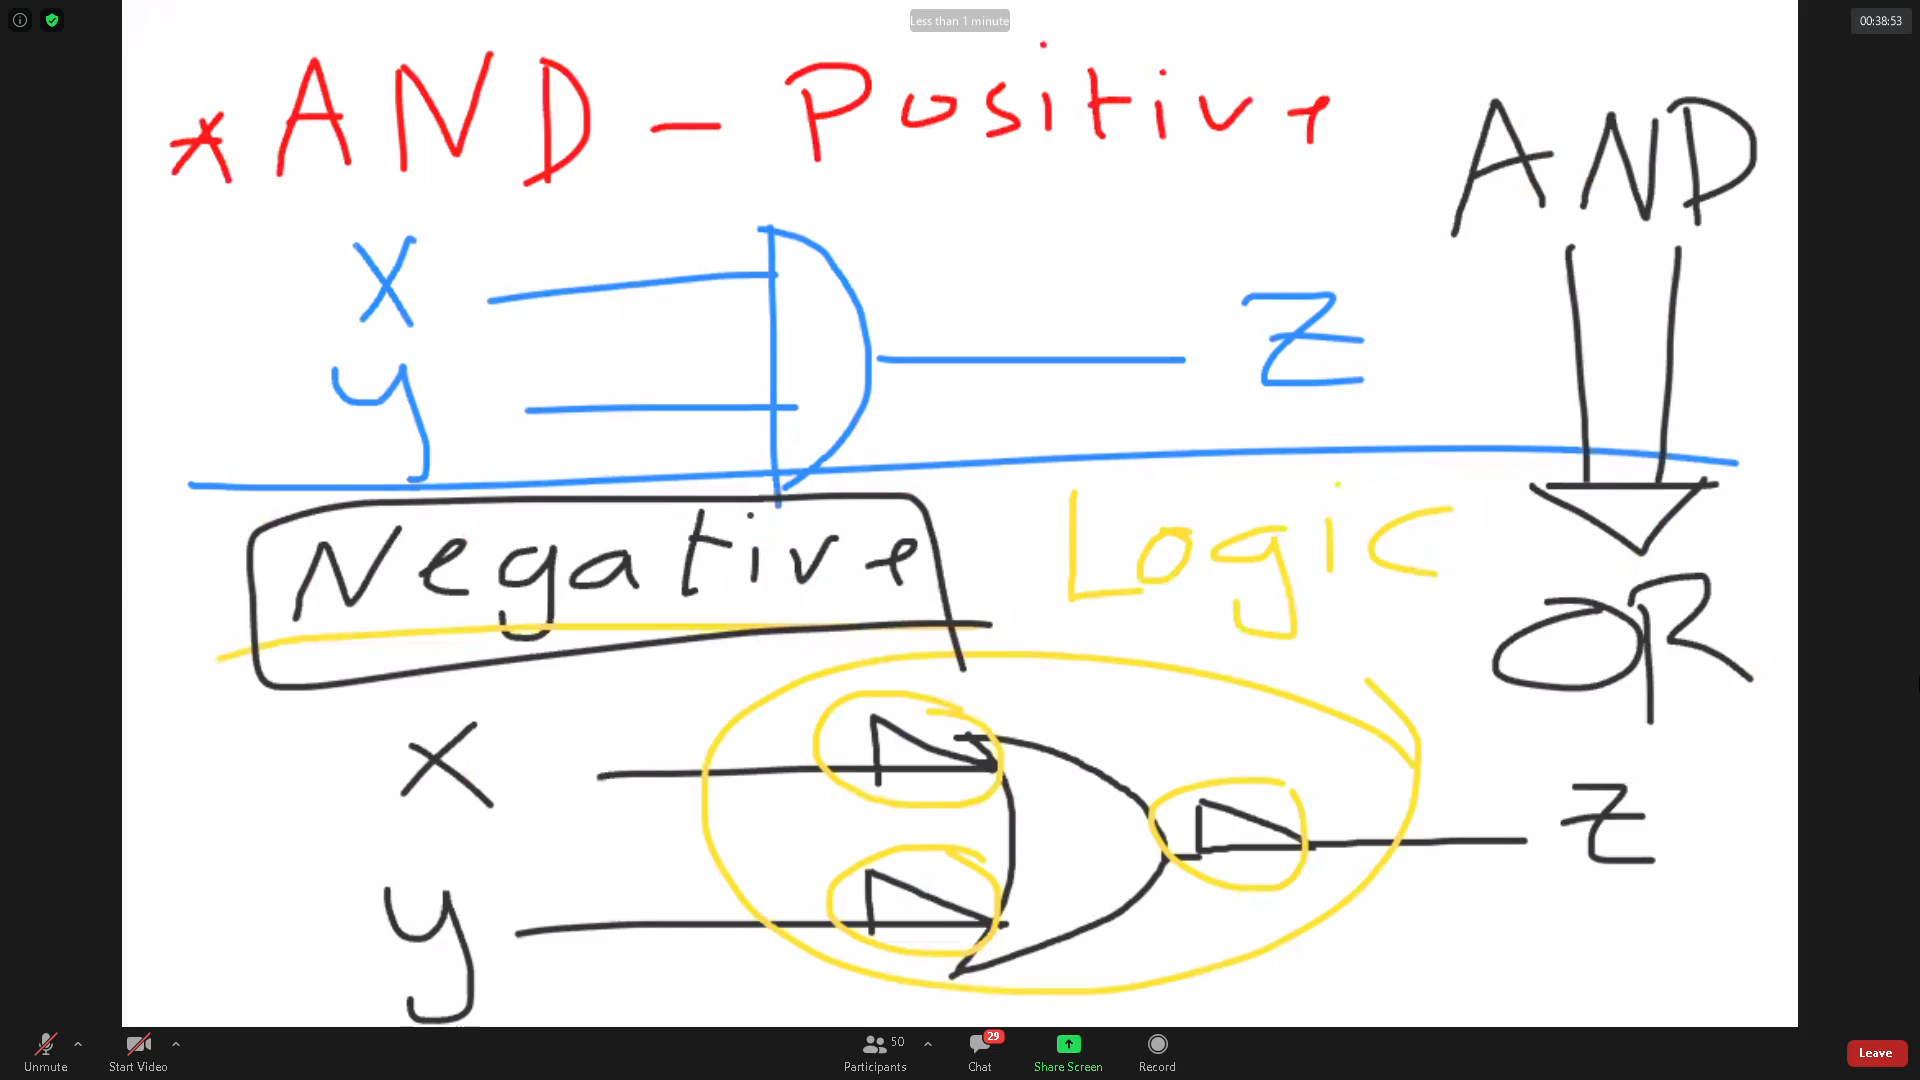 Less than 1 minute
00:38:53
* AND - Positive
AND
x
y
z
Negative
Logic
OR
x
y
z
Unmute
Start Video
50
Participants
29
Chat
Share Screen
Record
Leave